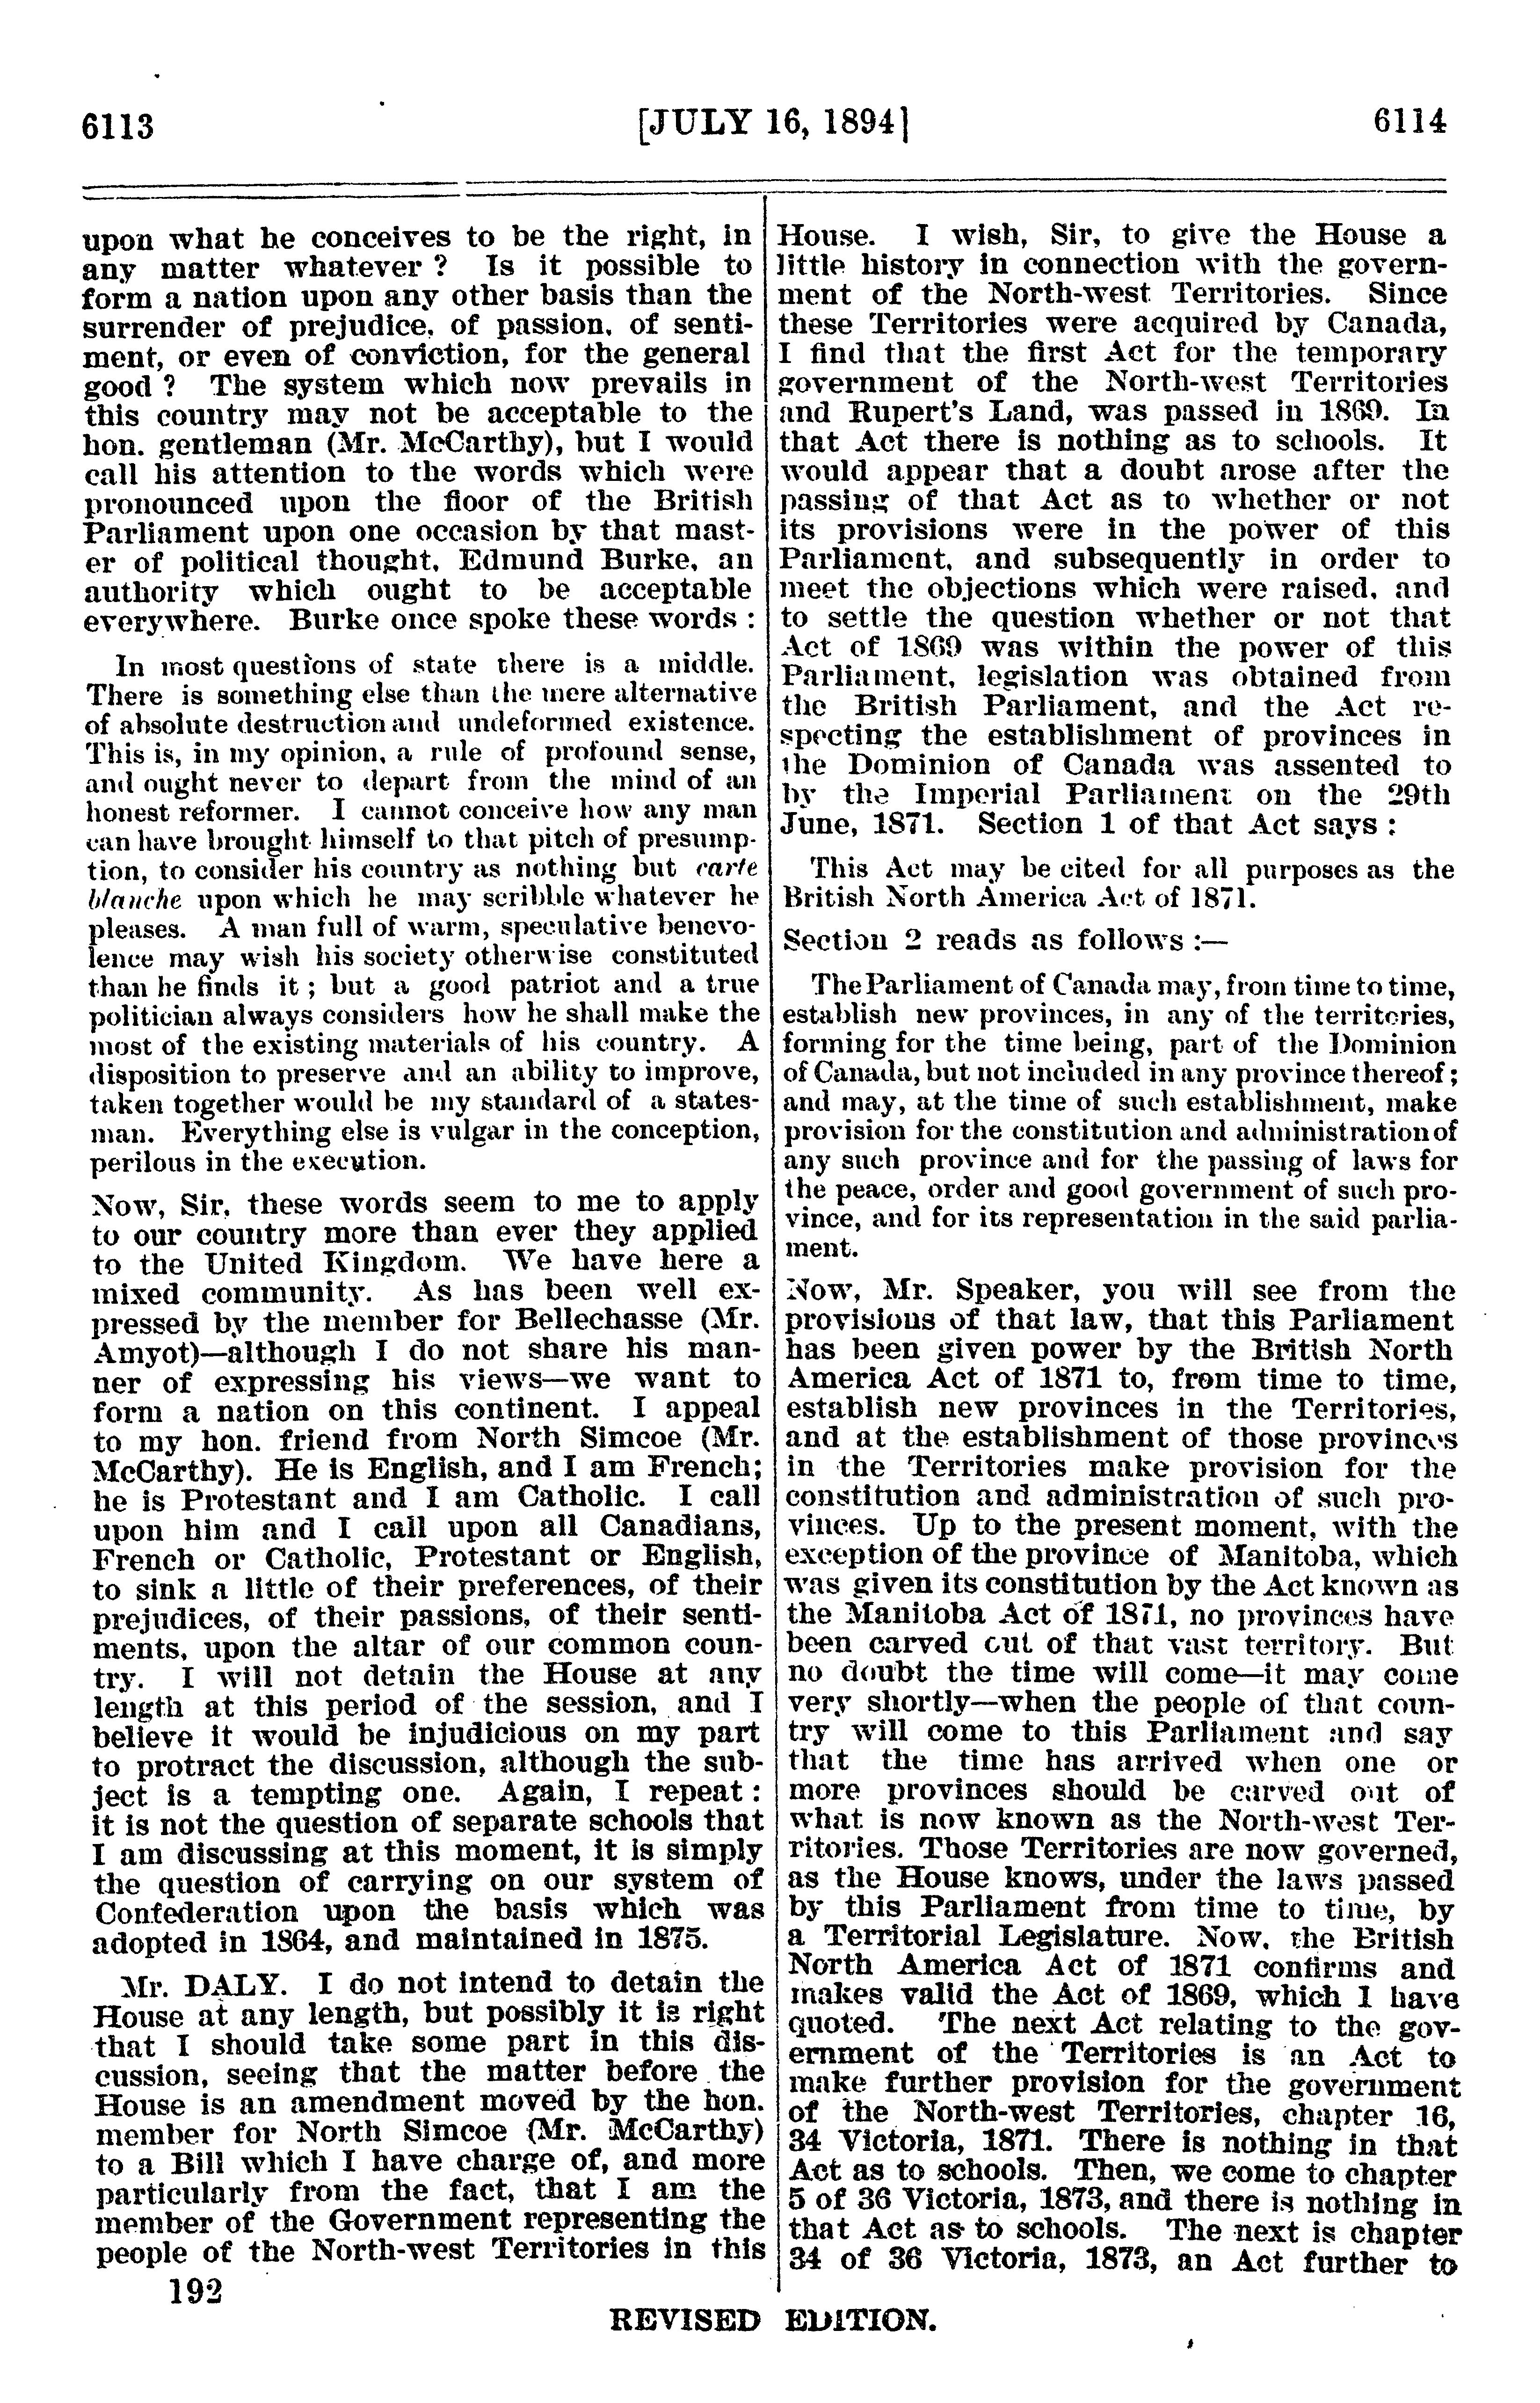 6113
[JULY 16, 1894]
6114
upon what he conceives to be the right, in
any matter whatever ? Is it possible to
form a nation upon any other basis than the
surrender of prejudice, of passion, of senti-
ment, or even of conviction, for the general
good ? The system which now prevails in
this country may not be acceptable to the
hon. gentleman (Mr. McCarthy), but I would
call his attention to the words which were
pronounced upon the floor of the British
Parliament upon one occasion by that mast-
er of political thought, Edmund Burke, an
authority which ought to be acceptable
everywhere. Burke once spoke these words :
In most questions of state there is a middle.
There is something else than the mere alternative
of absolute destruction and undeformed existence.
This is, in my opinion, a rule of profound sense,
and ought never to depart from the mind of an
honest reformer. I cannot conceive how any man
can have brought himself to that pitch of presump-
tion, to consider his country as nothing but carte
blanche upon which he may scribble whatever he
pleases. A man full of warm, speculative benevo-
lence may wish his society otherwise constituted
than he finds it ; but a good patriot and a true
politician always considers how he shall make the
most of the existing materials of his country. A
disposition to preserve and an ability to improve,
taken together would be my standard of a states-
man. Everything else is vulgar in the conception,
perilous in the execution.
Now, Sir, these words seem to me to apply
to our country more than ever they applied
to the United Kingdom. We have here a
mixed community. As has been well ex-
pressed by the member for Bellechasse (Mr.
Amyot)—although I do not share his man-
ner of expressing his views—we want to
form a nation on this continent. I appeal
to my hon. friend from North Simcoe (Mr.
McCarthy). He is English, and I am French;
he is Protestant and I am Catholic. I call
upon him and I call upon all Canadians,
French or Catholic, Protestant or English,
to sink a little of their preferences, of their
prejudices, of their passions, of their senti-
ments, upon the altar of our common coun-
try. I will not detain the House at any
length at this period of the session, and I
believe it would be injudicious on my part
to protract the discussion, although the sub-
ject is a tempting one. Again, I repeat :
it is not the question of separate schools that
I am discussing at this moment, it is simply
the question of carrying on our system of
Confederation upon the basis which was
adopted in 1864, and maintained in 1875.
Mr. DALY. I do not intend to detain the
House at any length, but possibly it is right
that I should take some part in this dis-
cussion, seeing that the matter before the
House is an amendment moved by the hon.
member for North Simcoe (Mr. McCarthy)
to a Bill which I have charge of, and more
particularly from the fact, that I am the
member of the Government representing the
people of the North-west Territories in this
192
House. I wish, Sir, to give the House a
little history in connection with the govern-
ment of the North-west Territories. Since
these Territories were acquired by Canada,
I find that the first Act for the temporary
government of the North-west Territories
and Rupert's Land, was passed in 1869. In
that Act there is nothing as to schools. It
would appear that a doubt arose after the
passing of that Act as to whether or not
its provisions were in the power of this
Parliament, and subsequently in order to
meet the objections which were raised, and
to settle the question whether or not that
Act of 1869 was within the power of this
Parliament, legislation was obtained from
the British Parliament, and the Act re-
specting the establishment of provinces in
the Dominion of Canada was assented to
by the Imperial Parliament on the 29th
June, 1871. Section 1 of that Act says :
This Act may be cited for all purposes as the
British North America Act of 1871.
Section 2 reads as follows :—
The Parliament of Canada may, from time to time,
establish new provinces, in any of the territories,
forming for the time being, part of the Dominion
of Canada, but not included in any province thereof ;
and may, at the time of such establishment, make
provision for the constitution and administration of
any such province and for the passing of laws for
the peace, order and good government of such pro-
vince, and for its representation in the said parlia-
ment.
Now, Mr. Speaker, you will see from the
provisions of that law, that this Parliament
has been given power by the British North
America Act of 1871 to, from time to time,
establish new provinces in the Territories,
and at the establishment of those provinces
in the Territories make provision for the
constitution and administration of such pro-
vinces. Up to the present moment, with the
exception of the province of Manitoba, which
was given its constitution by the Act known as
the Manitoba Act of 1871, no provinces have
been carved out of that vast territory. But
no doubt the time will come—it may come
very shortly—when the people of that coun-
try will come to this Parliament and say
that the time has arrived when one or
more provinces should be carved out of
what is now known as the North-west Ter-
ritories. Those Territories are now governed,
as the House knows, under the laws passed
by this Parliament from time to time, by
a Territorial Legislature. Now, the British
North America Act of 1871 confirms and
makes valid the Act of 1869, which I have
quoted. The next Act relating to the gov-
ernment of the Territories is an Act to
make further provision for the government
of the North-west Territories, chapter 16,
34 Victoria, 1871. There is nothing in that
Act as to schools. Then, we come to chapter
5 of 36 Victoria, 1873, and there is nothing in
that Act as to schools. The next is chapter
34 of 36 Victoria, 1873, an Act further to
REVISED EDITION.